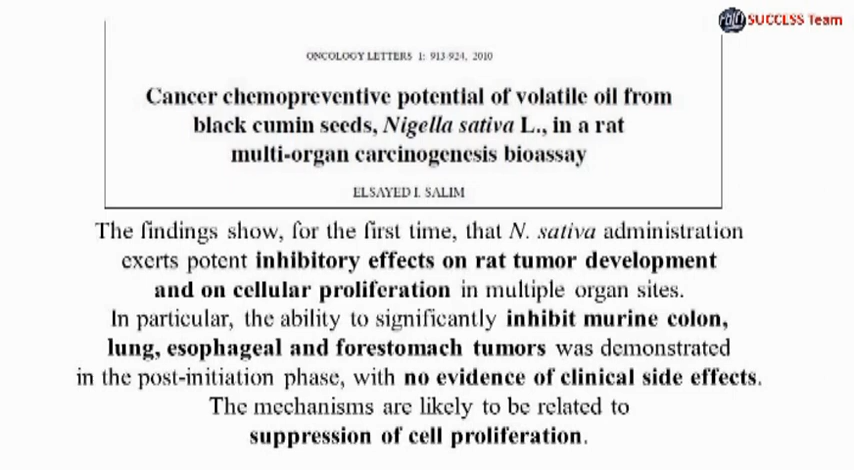 SUCCESS Team
ONCOLOGY LETTERS 1: 913-924, 2010
Cancer chemopreventive potential of volatile oil from
black cumin seeds, Nigella sativa L., in a rat
multi-organ carcinogenesis bioassay
ELSAYED I. SALIM
The findings show, for the first time, that N. sativa administration
exerts potent inhibitory effects on rat tumor development
and on cellular proliferation in multiple organ sites.
In particular, the ability to significantly inhibit murine colon,
lung, esophageal and forestomach tumors was demonstrated
in the post-initiation phase, with no evidence of clinical side effects.
The mechanisms are likely to be related to
suppression of cell proliferation.